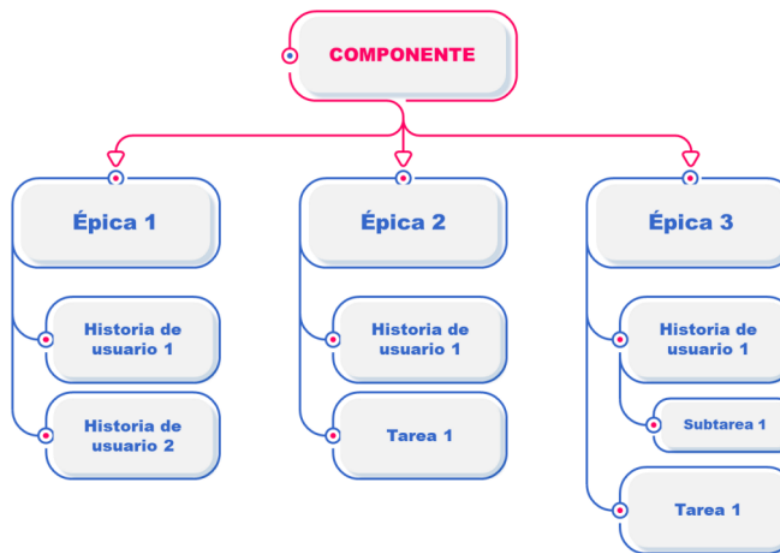 COMPONENTE
Épica 1
Historia de
usuario 1
Historia de
usuario 2
Épica 2
Historia de
usuario 1
Tarea 1
Épica 3
Historia de
usuario 1
Subtarea 1
Tarea 1